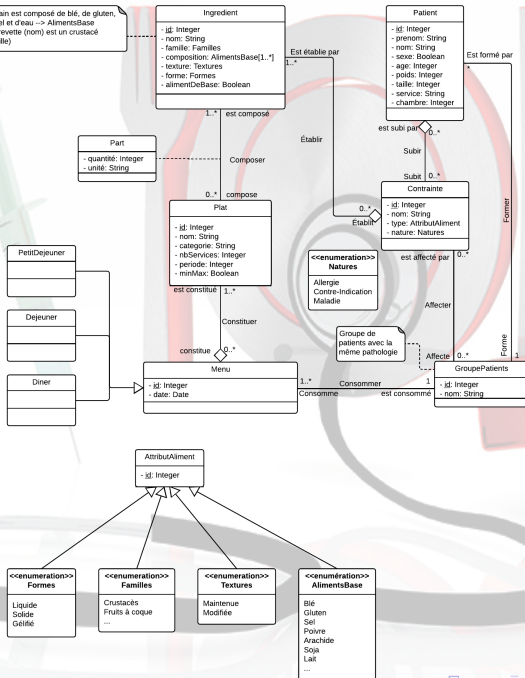 ain est composé de blé, de gluten,
el et d'eau --> AlimentsBase
revette (nom) est un crustacé
ille)
Ingredient
- id: Integer
- nom: String
- famille: Familles
- composition: AlimentsBase[1..*]
- texture: Textures
- forme: Formes
- alimentDeBase: Boolean
Patient
- id: Integer
- prenom: String
- nom: String
- sexe: Boolean
- age: Integer
- poids: Integer
- taille: Integer
- service: String
- chambre: Integer
Est établie par
1..*
Est formé par
*
1..* est composé
est subi par
0..*
Établir
Subir
Part
- quantité: Integer
- unité: String
Composer
Subit 0..*
0..* compose
Contrainte
- id: Integer
- nom: String
- type: AttributAliment
- nature: Natures
Former
0..*
Établit
Plat
- id: Integer
- nom: String
- categorie: String
- nbServices: Integer
- periode: Integer
- minMax: Boolean
<<enumeration>>
Natures
Allergie
Contre-Indication
Maladie
est affecté par 0..*
PetitDejeuner
est constitué 1..*
Affecter
Dejeuner
Constituer
Groupe de
patients avec la
même pathologie
Forme
constitue 0..*
Affecte 0..*
1
Diner
Menu
- id: Integer
- date: Date
1..* Consommer 1
Consomme est consommé
GroupePatients
- id: Integer
- nom: String
AttributAliment
- id: Integer
<<enumeration>>
Formes
Liquide
Solide
Gélifié
<<enumeration>>
Familles
Crustacés
Fruits à coque
...
<<enumeration>>
Textures
Maintenue
Modifiée
<<enumération>>
AlimentsBase
Blé
Gluten
Sel
Poivre
Arachide
Soja
Lait
...